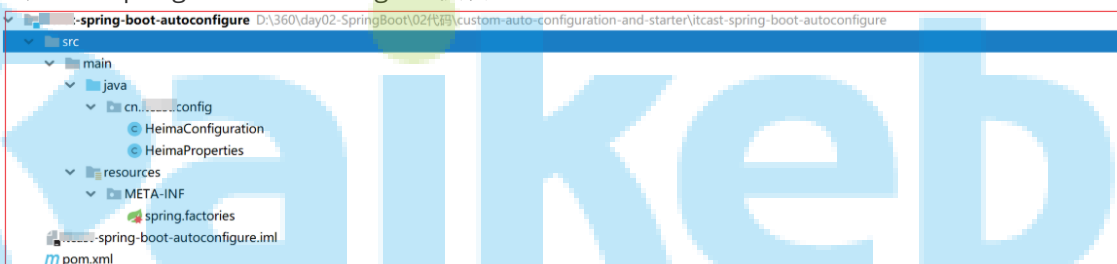 -spring-boot-autoconfigure D:\360\day02-SpringBoot\02代码\custom-auto-configuration-and-starter\itcast-spring-boot-autoconfigure
src
main
java
cn. config
HeimaConfiguration
HeimaProperties
resources
META-INF
spring.factories
-spring-boot-autoconfigure.iml
pom.xml
aikeb